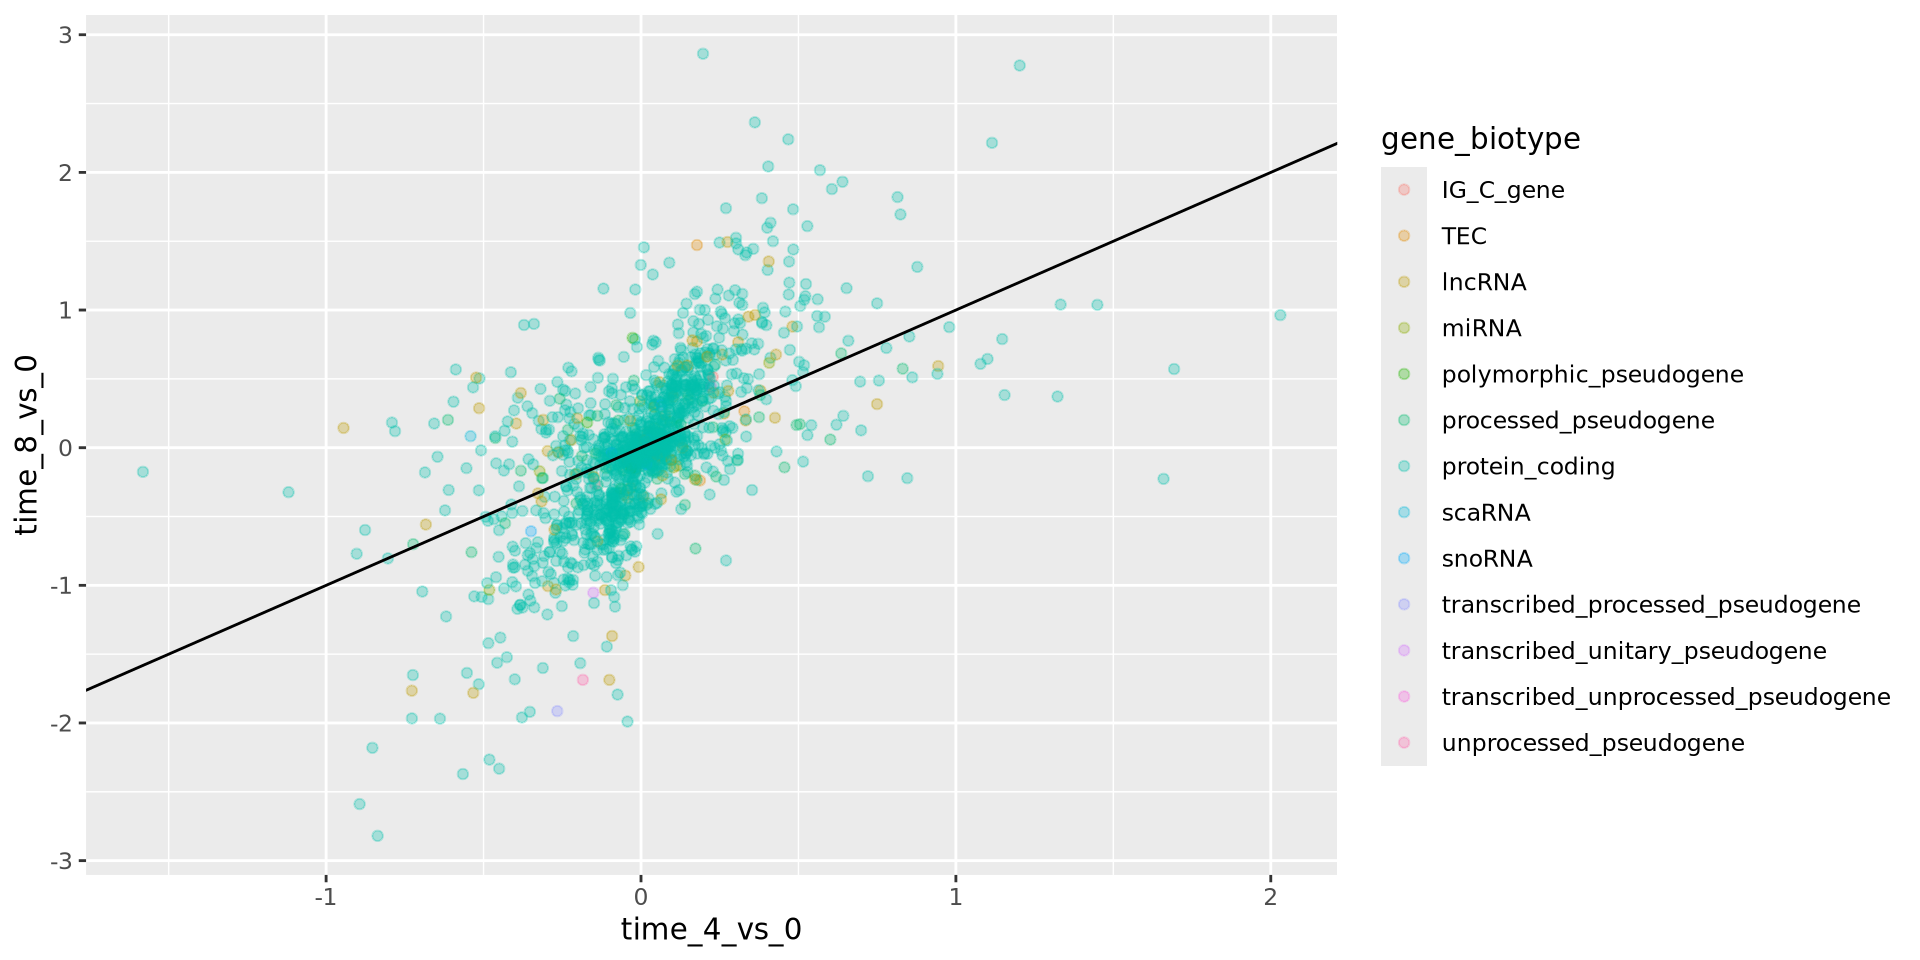 3
2
1
0
-1
-2
-3
time_8_vs_0
-1
0
1
2
time_4_vs_0
gene_biotype
IG_C_gene
TEC
lncRNA
miRNA
polymorphic_pseudogene
processed_pseudogene
protein_coding
scaRNA
snoRNA
transcribed_processed_pseudogene
transcribed_unitary_pseudogene
transcribed_unprocessed_pseudogene
unprocessed_pseudogene